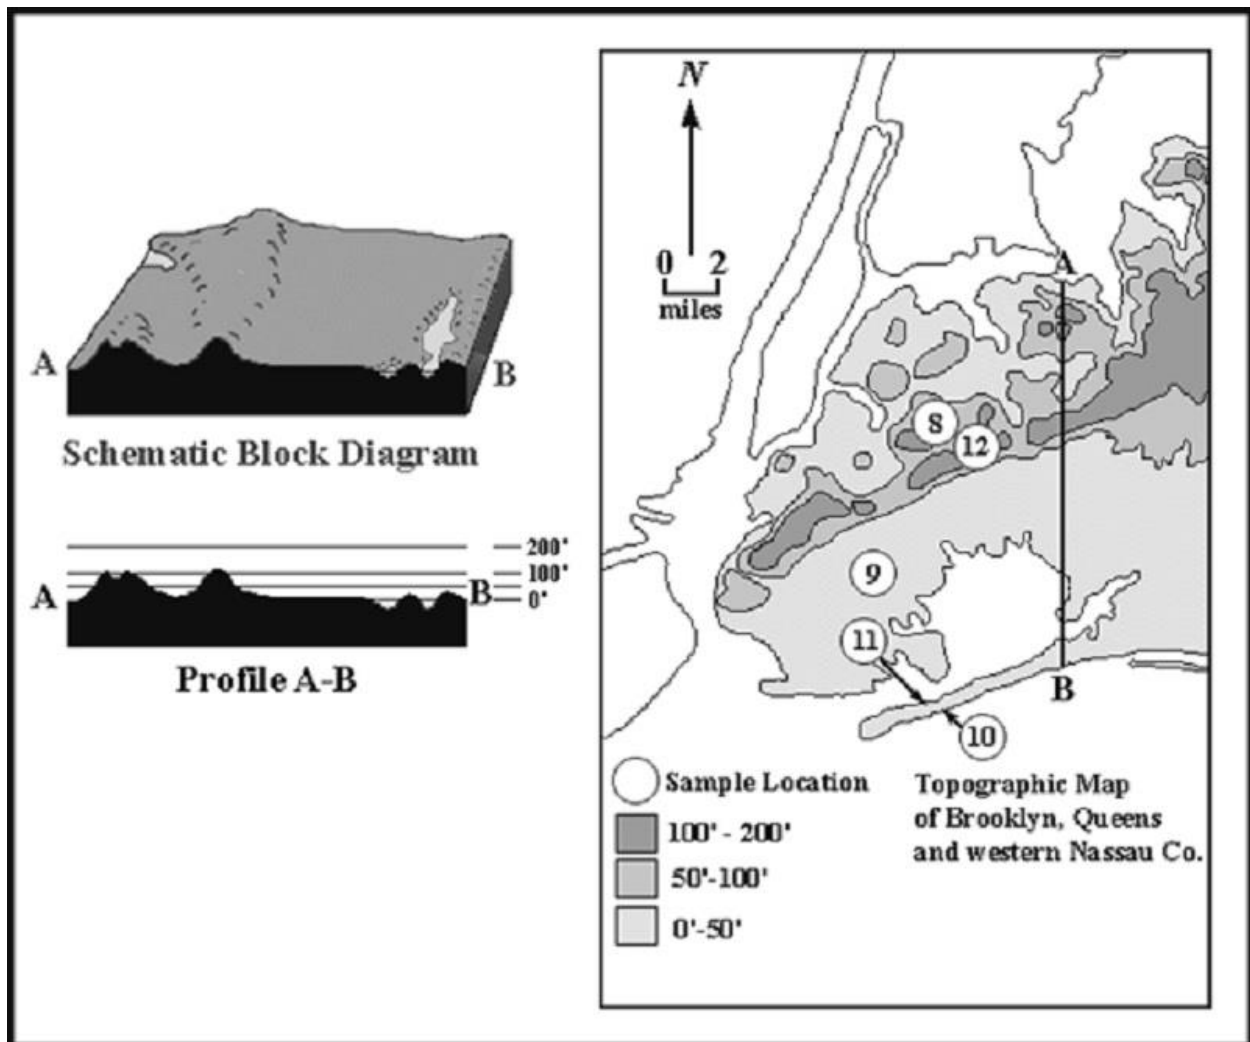 A
B
Schematic Block Diagram
200'
100'
A
B
0'
Profile A-B
N
0 2
miles
A
8
12
9
11
B
10
Sample Location
100' - 200'
50'-100'
0'-50'
Topographic Map
of Brooklyn, Queens
and western Nassau Co.